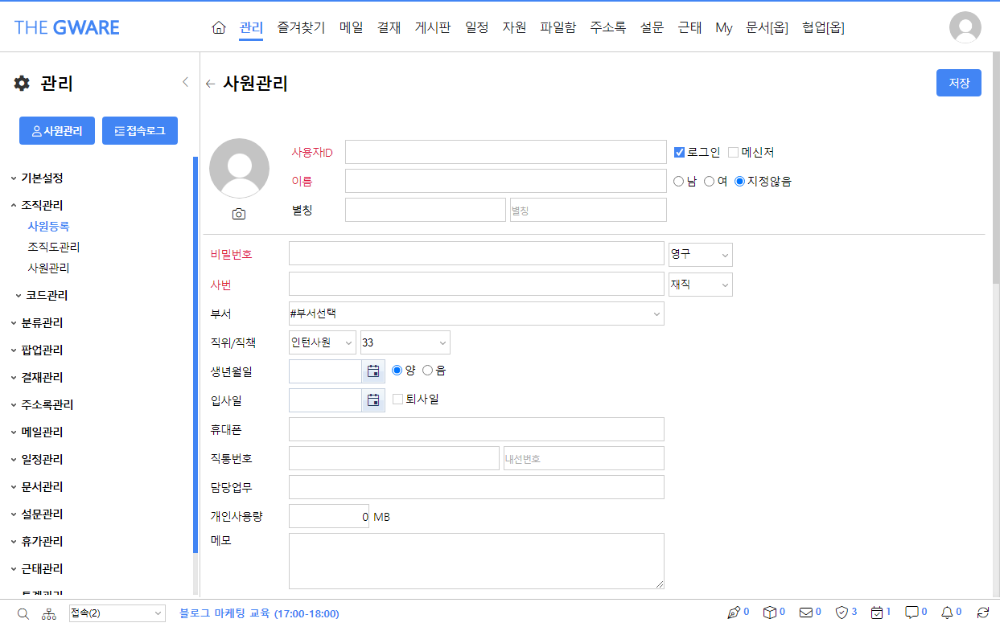 THE GWARE
관리 즐겨찾기 메일 결재 게시판 일정 자원 파일함 주소록 설문 근태 My 문서[옵] 협업[옵]
관리
사원관리 접속로그
기본설정
조직관리
사원등록
조직도관리
사원관리
코드관리
분류관리
팝업관리
결재관리
주소록관리
메일관리
일정관리
문서관리
설문관리
휴가관리
근태관리
통계관리
사원관리
저장
사용자ID 로그인 메신저
이름 남 여 지정않음
별칭 별칭
비밀번호 영구
사번 재직
부서 #부서선택
직위/직책 인턴사원 33
생년월일 양 음
입사일 퇴사일
휴대폰
직통번호 내선번호
담당업무
개인사용량 0 MB
메모
접속(2) 블로그 마케팅 교육 (17:00-18:00) 0 0 0 3 1 0 0